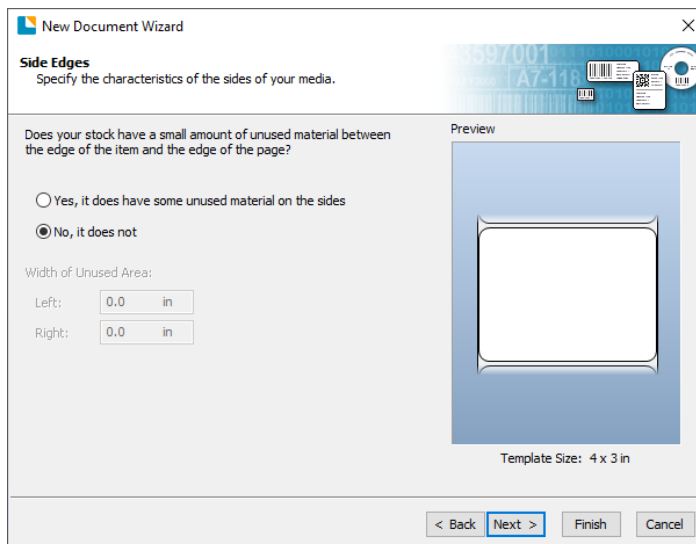 New Document Wizard
Side Edges
Specify the characteristics of the sides of your media.
3597001
A7-118
Does your stock have a small amount of unused material between
the edge of the item and the edge of the page?
Preview
Yes, it does have some unused material on the sides
No, it does not
Width of Unused Area:
Left: 0.0 in
Right: 0.0 in
Template Size: 4 x 3 in
< Back Next > Finish Cancel